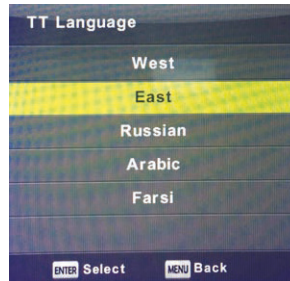 TT Language
West
East
Russian
Arabic
Farsi
ENTER Select MENU Back